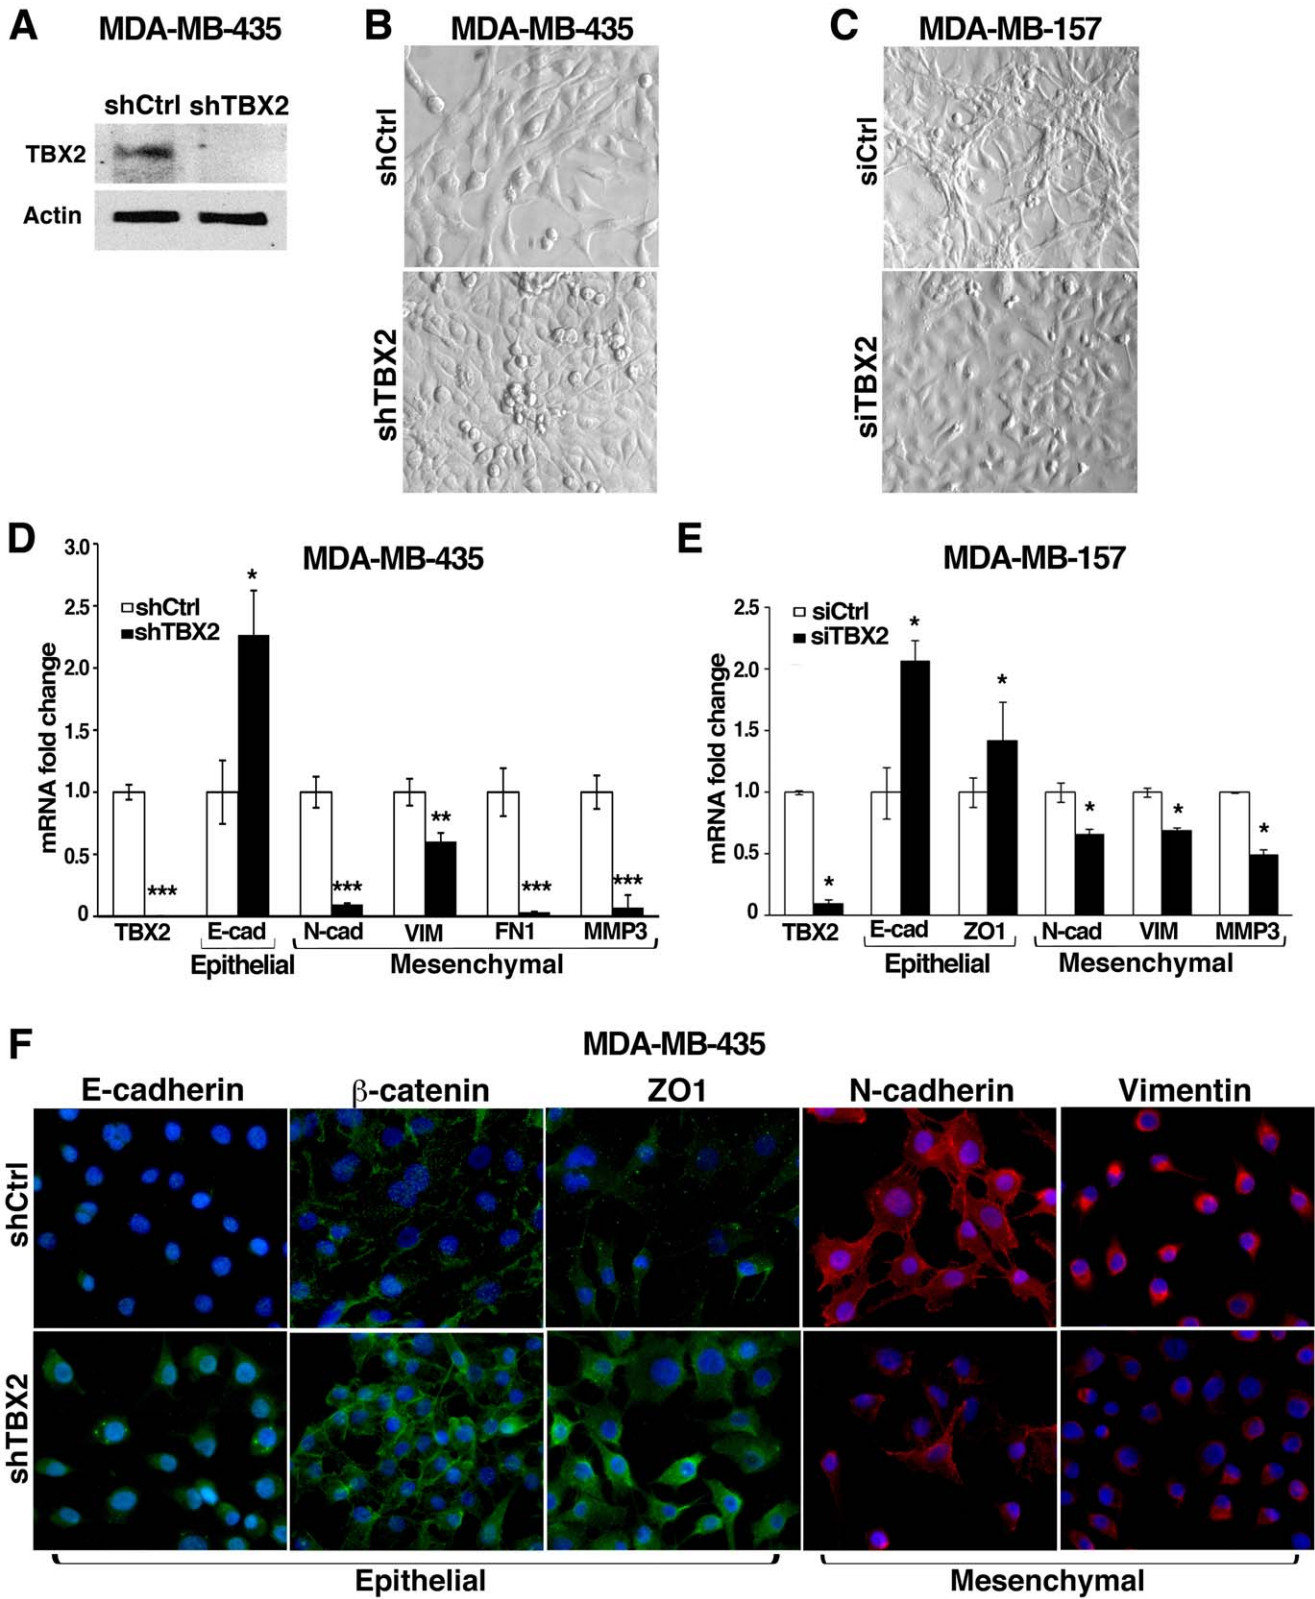 A MDA-MB-435
shCtrl shTBX2
TBX2
Actin
B MDA-MB-435
shCtrl
shTBX2
C MDA-MB-157
siCtrl
siTBX2
D MDA-MB-435
mRNA fold change
3.0
2.5
2.0
1.5
1.0
0.5
0
shCtrl
shTBX2
*
***
***
**
***
***
TBX2 E-cad N-cad VIM FN1 MMP3
Epithelial Mesenchymal
E MDA-MB-157
mRNA fold change
2.5
2.0
1.5
1.0
0.5
0
siCtrl
siTBX2
*
*
*
*
*
*
TBX2 E-cad ZO1 N-cad VIM MMP3
Epithelial Mesenchymal
F MDA-MB-435
E-cadherin β-catenin ZO1 N-cadherin Vimentin
shCtrl
shTBX2
Epithelial Mesenchymal